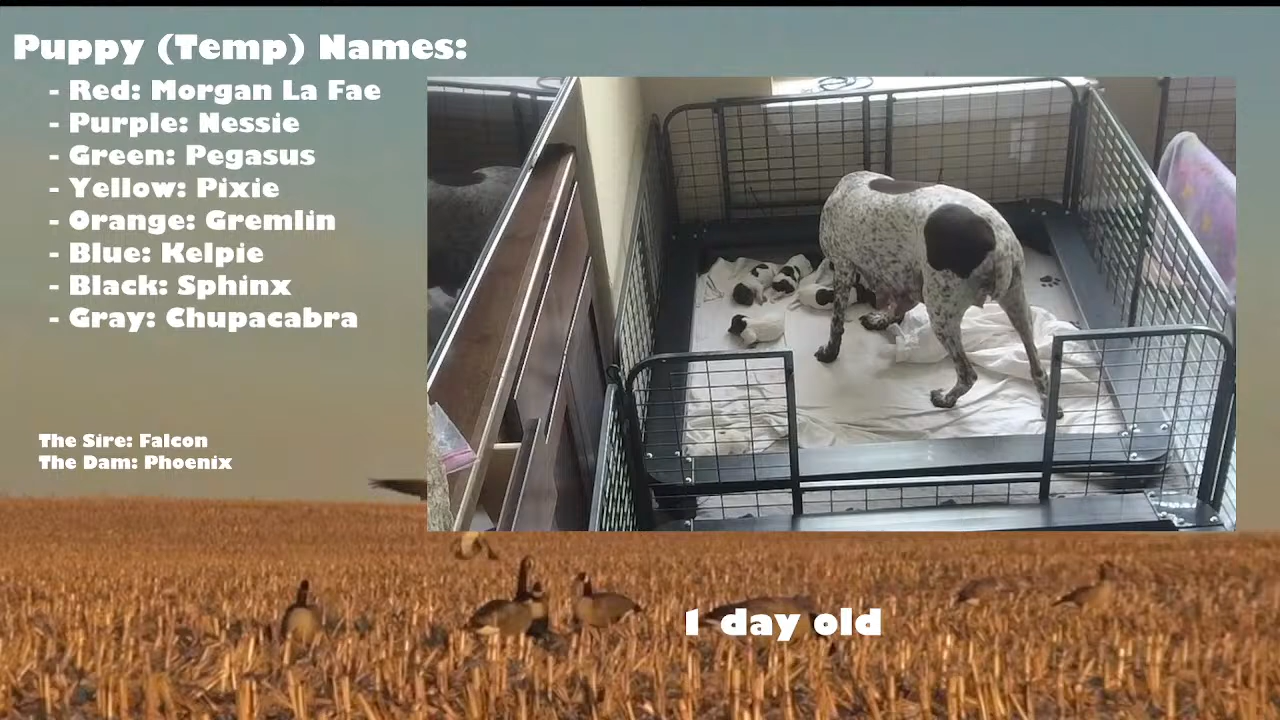 Puppy (Temp) Names:
- Red: Morgan La Fae
- Purple: Nessie
- Green: Pegasus
- Yellow: Pixie
- Orange: Gremlin
- Blue: Kelpie
- Black: Sphinx
- Gray: Chupacabra
The Sire: Falcon
The Dam: Phoenix
1 day old